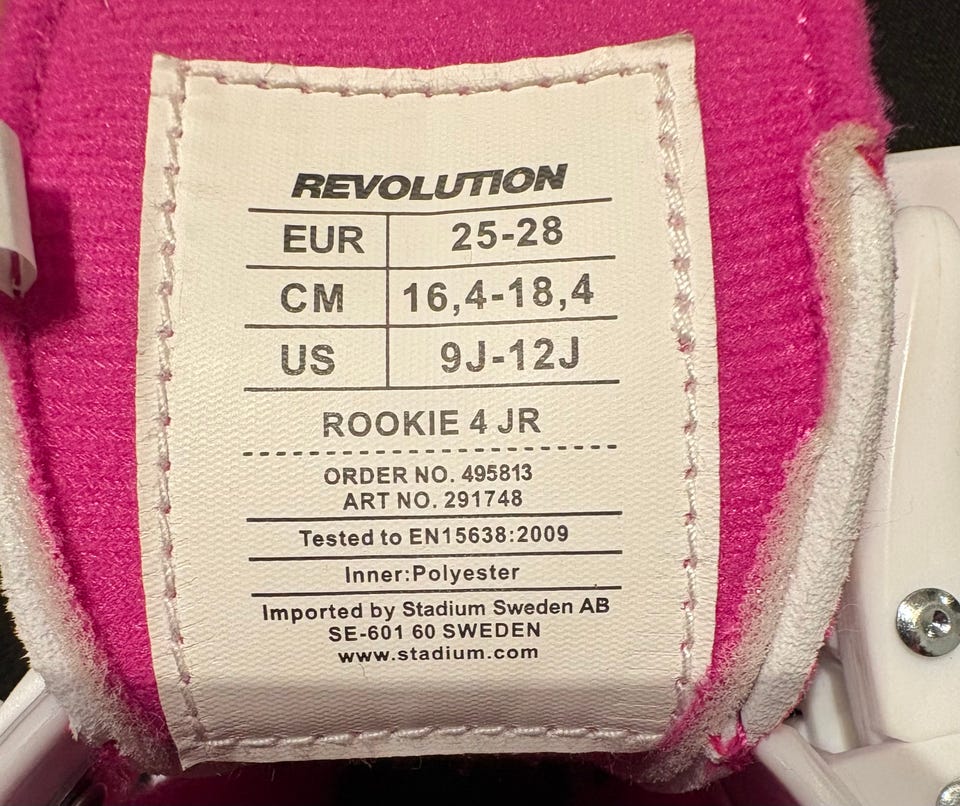 REVOLUTION
EUR 25-28
CM 16,4-18,4
US 9J-12J
ROOKIE 4 JR
ORDER NO. 495813
ART NO. 291748
Tested to EN15638:2009
Inner:Polyester
Imported by Stadium Sweden AB
SE-601 60 SWEDEN
www.stadium.com